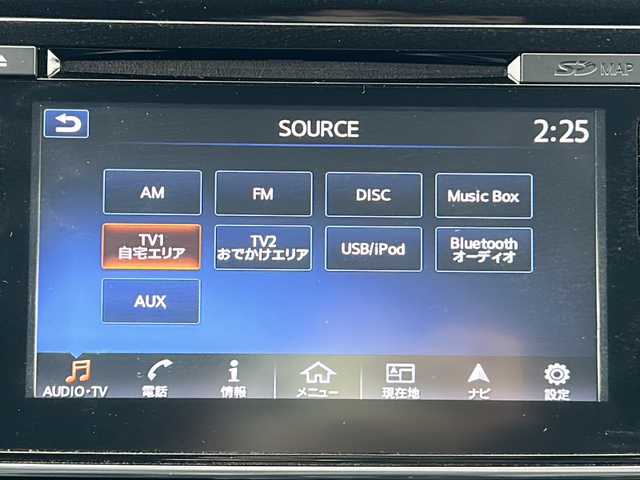 SD MAP
SOURCE
2:25
AM
FM
DISC
Music Box
TV1
自宅エリア
TV2
おでかけエリア
USB/iPod
Bluetooth
オーディオ
AUX
AUDIO・TV
電話
情報
メニュー
現在地
ナビ
設定